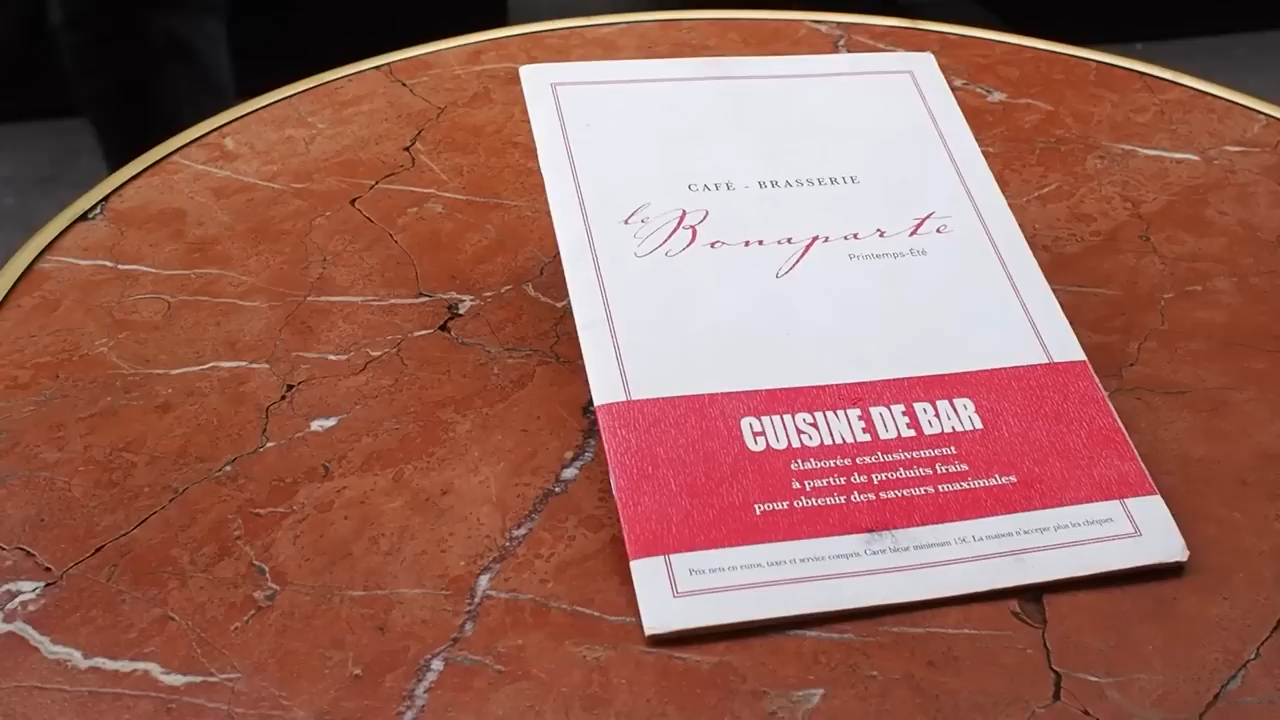 CAFÉ - BRASSERIE
le Bonaparte
Printemps-Été
CUISINE DE BAR
élaborée exclusivement
à partir de produits frais
pour obtenir des saveurs maximales
Prix nets en euros, taxes et service compris. Carte bleue minimum 15€. La maison n'accepte plus les chèques.